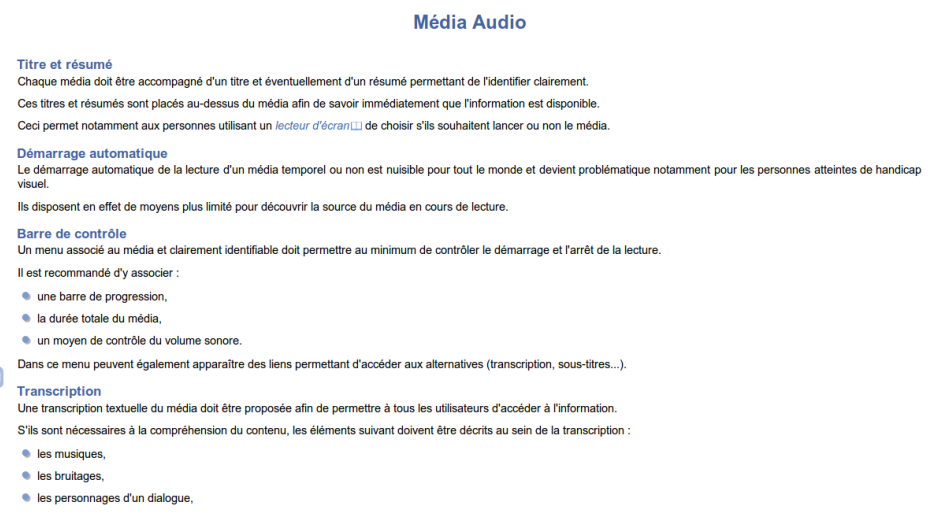 Média Audio
Titre et résumé
Chaque média doit être accompagné d'un titre et éventuellement d'un résumé permettant de l'identifier clairement.
Ces titres et résumés sont placés au-dessus du média afin de savoir immédiatement que l'information est disponible.
Ceci permet notamment aux personnes utilisant un lecteur d'écran de choisir s'ils souhaitent lancer ou non le média.
Démarrage automatique
Le démarrage automatique de la lecture d'un média temporel ou non est nuisible pour tout le monde et devient problématique notamment pour les personnes atteintes de handicap
visuel.
Ils disposent en effet de moyens plus limité pour découvrir la source du média en cours de lecture.
Barre de contrôle
Un menu associé au média et clairement identifiable doit permettre au minimum de contrôler le démarrage et l'arrêt de la lecture.
Il est recommandé d'y associer :
une barre de progression,
la durée totale du média,
un moyen de contrôle du volume sonore.
Dans ce menu peuvent également apparaître des liens permettant d'accéder aux alternatives (transcription, sous-titres...).
Transcription
Une transcription textuelle du média doit être proposée afin de permettre à tous les utilisateurs d'accéder à l'information.
S'ils sont nécessaires à la compréhension du contenu, les éléments suivant doivent être décrits au sein de la transcription :
les musiques,
les bruitages,
les personnages d'un dialogue,